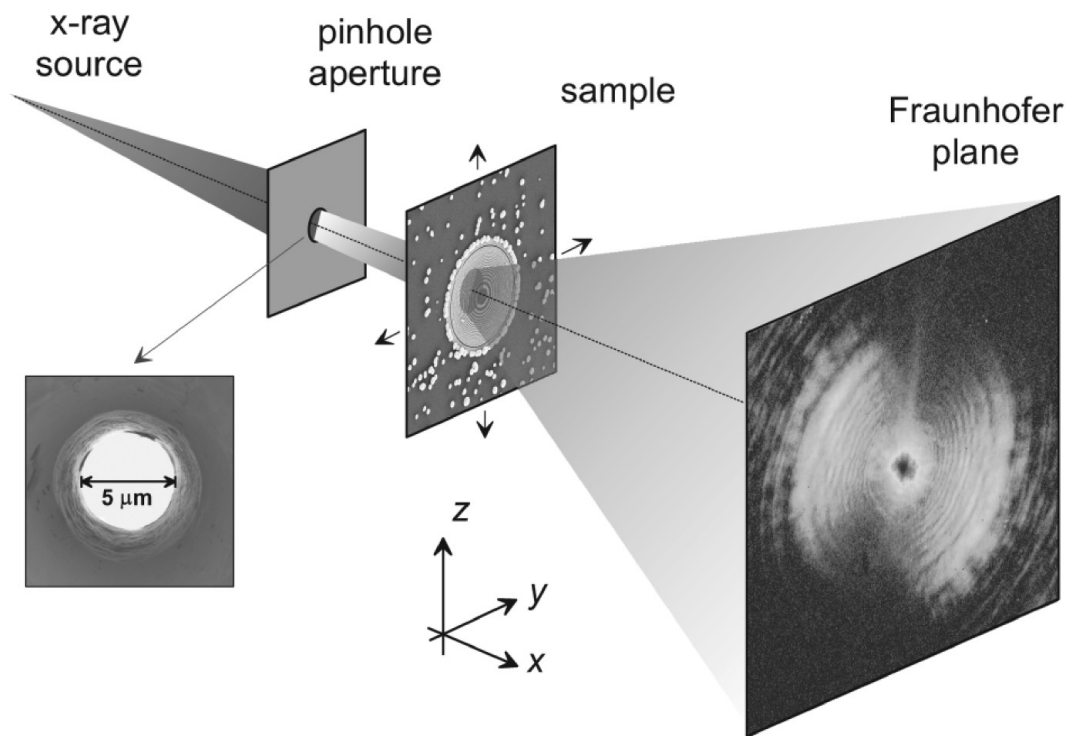 x-ray
source
pinhole
aperture
sample
Fraunhofer
plane
5 μm
z
y
x